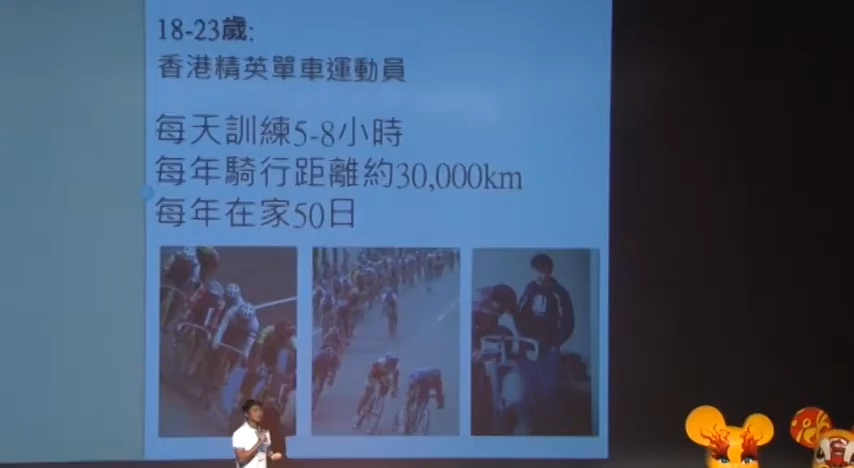 18-23歲:
香港精英單車運動員
每天訓練5-8小時
每年騎行距離約30,000km
每年在家50日